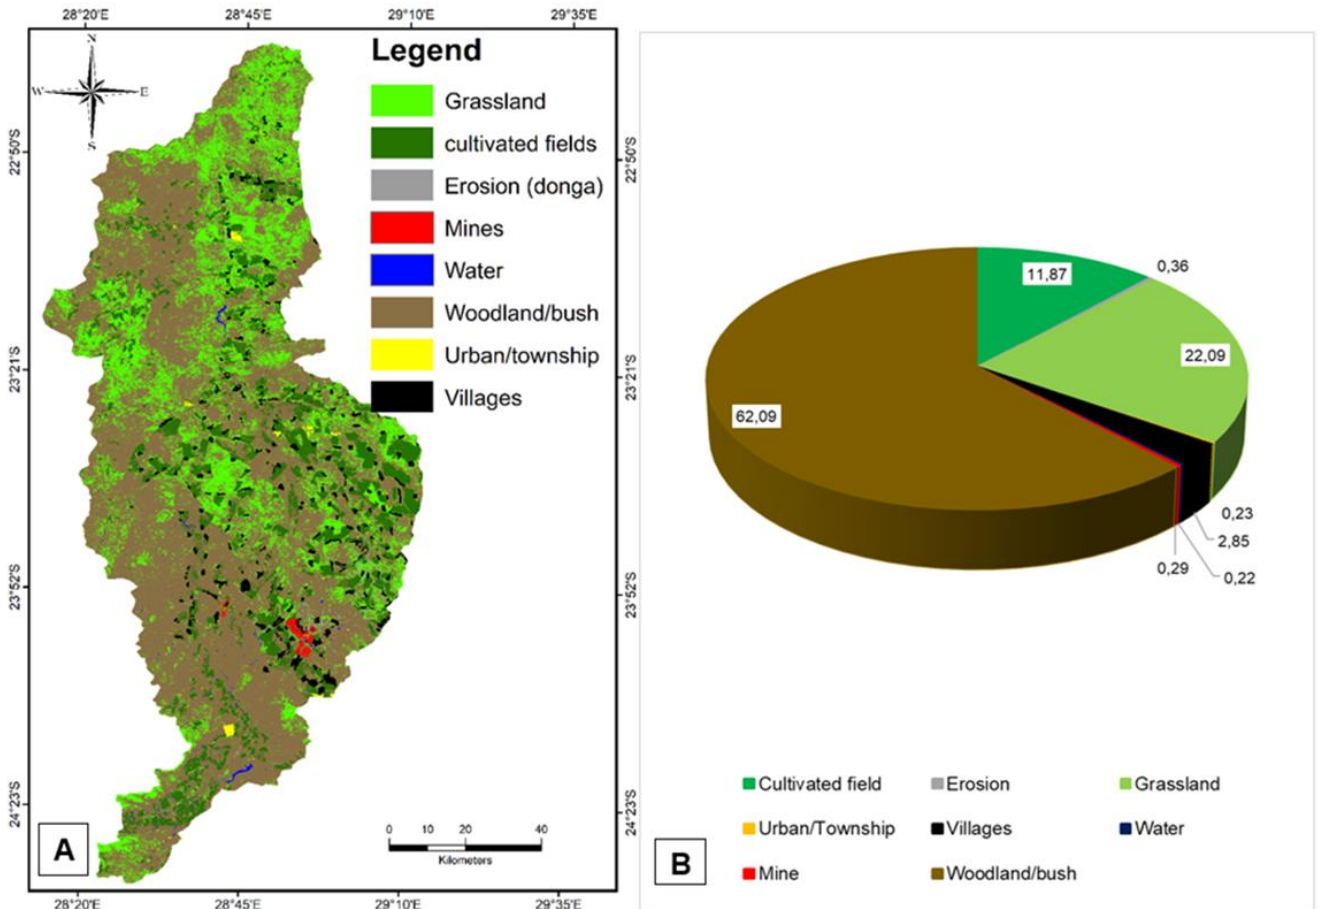 28°20'E 28°45'E 29°10'E 29°35'E
N
W E
S
Legend
Grassland
cultivated fields
Erosion (donga)
Mines
Water
Woodland/bush
Urban/township
Villages
22°50'S 22°50'S
23°21'S 23°21'S
23°52'S 23°52'S
24°23'S 24°23'S
0 10 20 40
Kilometers
A
28°20'E 28°45'E 29°10'E 29°35'E
11,87
0,36
22,09
62,09
0,23
2,85
0,29
0,22
Cultivated field Erosion Grassland
Urban/Township Villages Water
Mine Woodland/bush
B